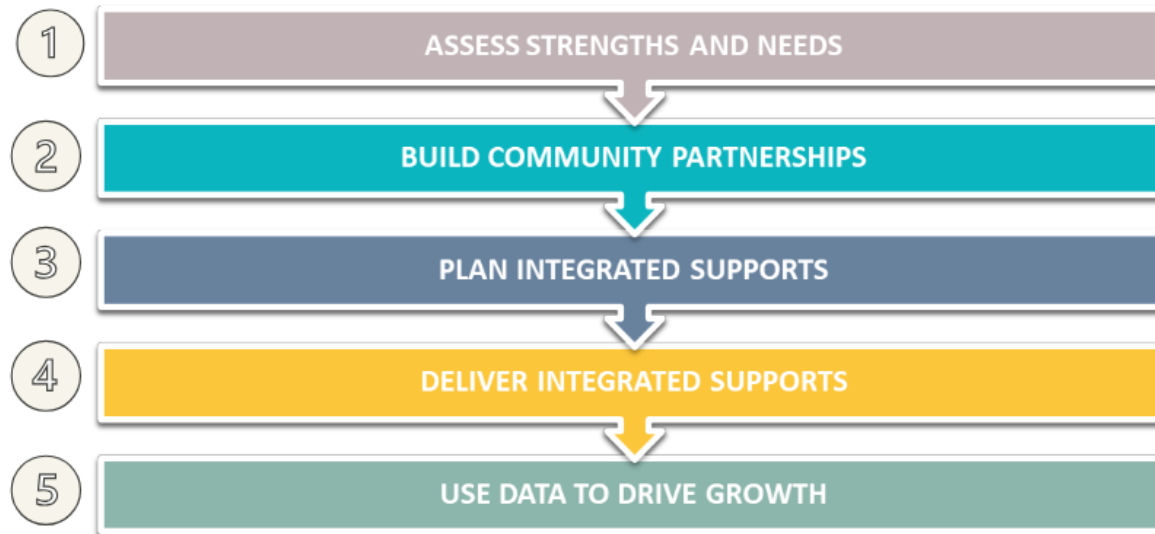 1 ASSESS STRENGTHS AND NEEDS
2 BUILD COMMUNITY PARTNERSHIPS
3 PLAN INTEGRATED SUPPORTS
4 DELIVER INTEGRATED SUPPORTS
5 USE DATA TO DRIVE GROWTH